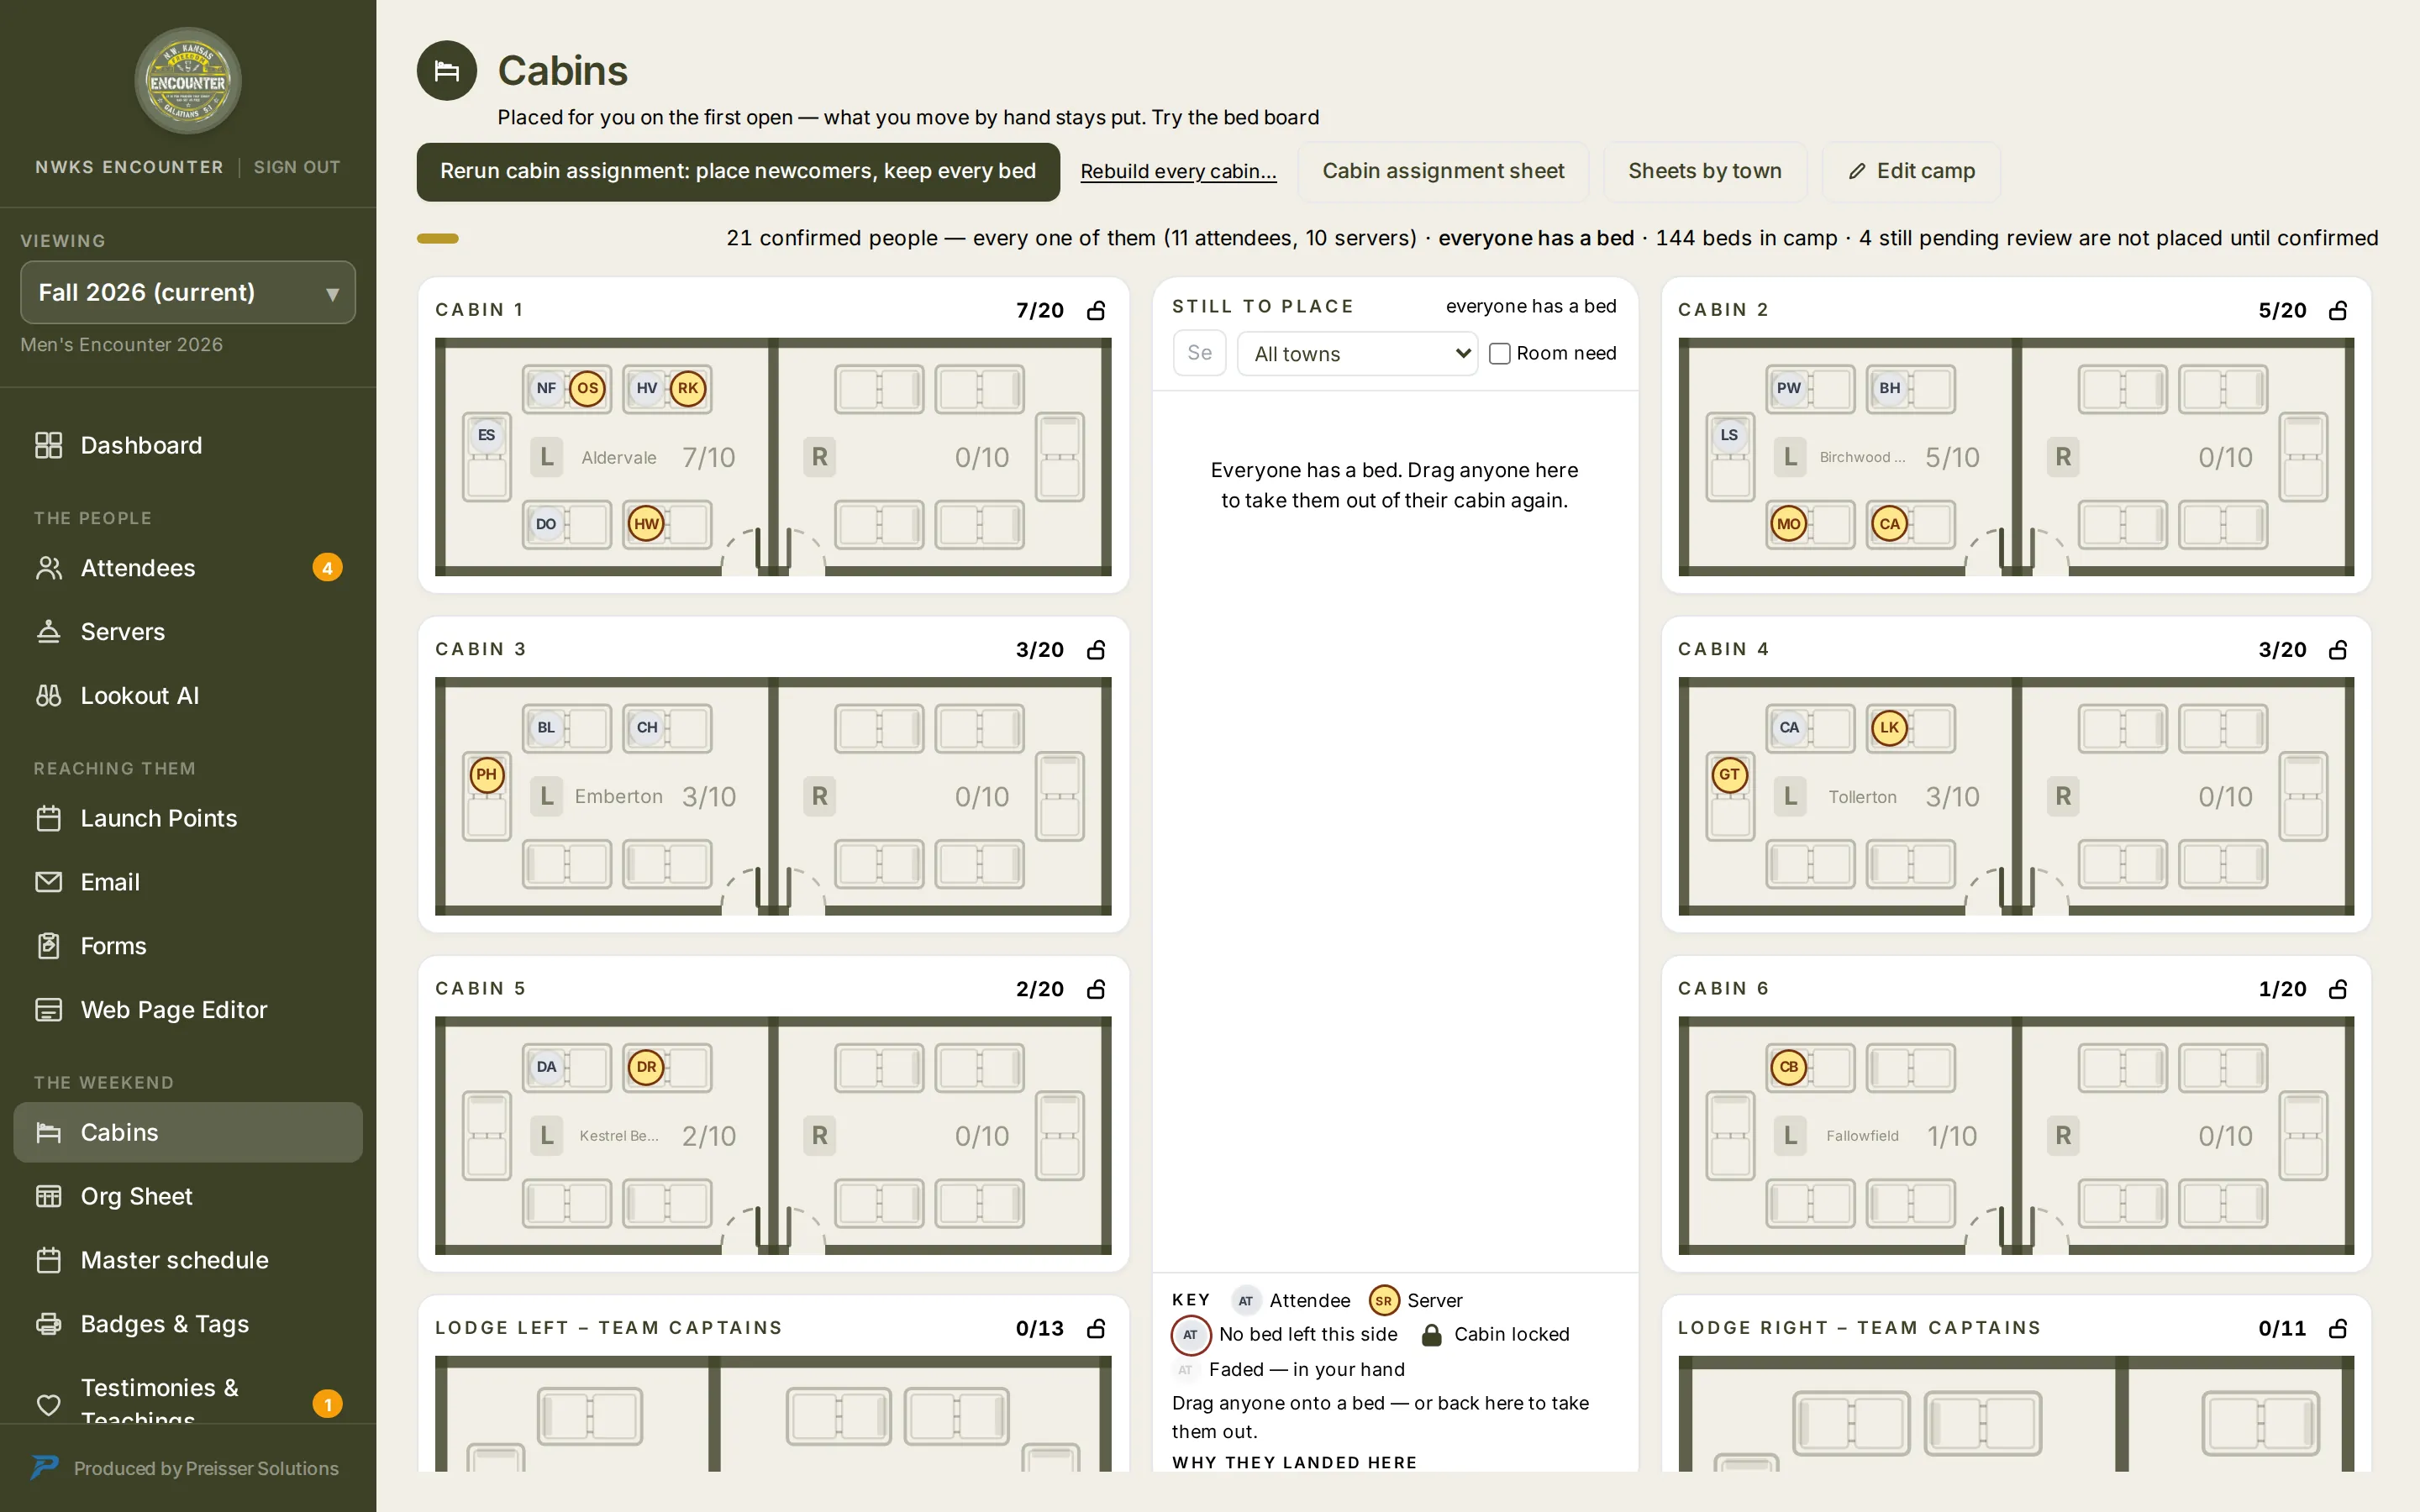 N.W. KANSAS
FREEDOM
ENCOUNTER
GALATIANS 5:1
NWKS ENCOUNTER | SIGN OUT
VIEWING
Fall 2026 (current)
Men's Encounter 2026
Dashboard
THE PEOPLE
Attendees 4
Servers
Lookout AI
REACHING THEM
Launch Points
Email
Forms
Web Page Editor
THE WEEKEND
Cabins
Org Sheet
Master schedule
Badges & Tags
Testimonies &
Teachings 1
Produced by Preisser Solutions
Cabins
Placed for you on the first open — what you move by hand stays put. Try the bed board
Rerun cabin assignment: place newcomers, keep every bed
Rebuild every cabin...
Cabin assignment sheet
Sheets by town
Edit camp
21 confirmed people — every one of them (11 attendees, 10 servers) · everyone has a bed · 144 beds in camp · 4 still pending review are not placed until confirmed
CABIN 1 7/20
NF OS HV RK
ES
L Aldervale 7/10 R 0/10
DO HW
CABIN 3 3/20
BL CH
PH
L Emberton 3/10 R 0/10
CABIN 5 2/20
DA DR
L Kestrel Be... 2/10 R 0/10
LODGE LEFT – TEAM CAPTAINS 0/13
STILL TO PLACE everyone has a bed
Se All towns Room need
Everyone has a bed. Drag anyone here
to take them out of their cabin again.
KEY AT Attendee SR Server
AT No bed left this side Cabin locked
AT Faded — in your hand
Drag anyone onto a bed — or back here to take
them out.
WHY THEY LANDED HERE
CABIN 2 5/20
PW BH
LS
L Birchwood ... 5/10 R 0/10
MO CA
CABIN 4 3/20
CA LK
GT
L Tollerton 3/10 R 0/10
CABIN 6 1/20
CB
L Fallowfield 1/10 R 0/10
LODGE RIGHT – TEAM CAPTAINS 0/11